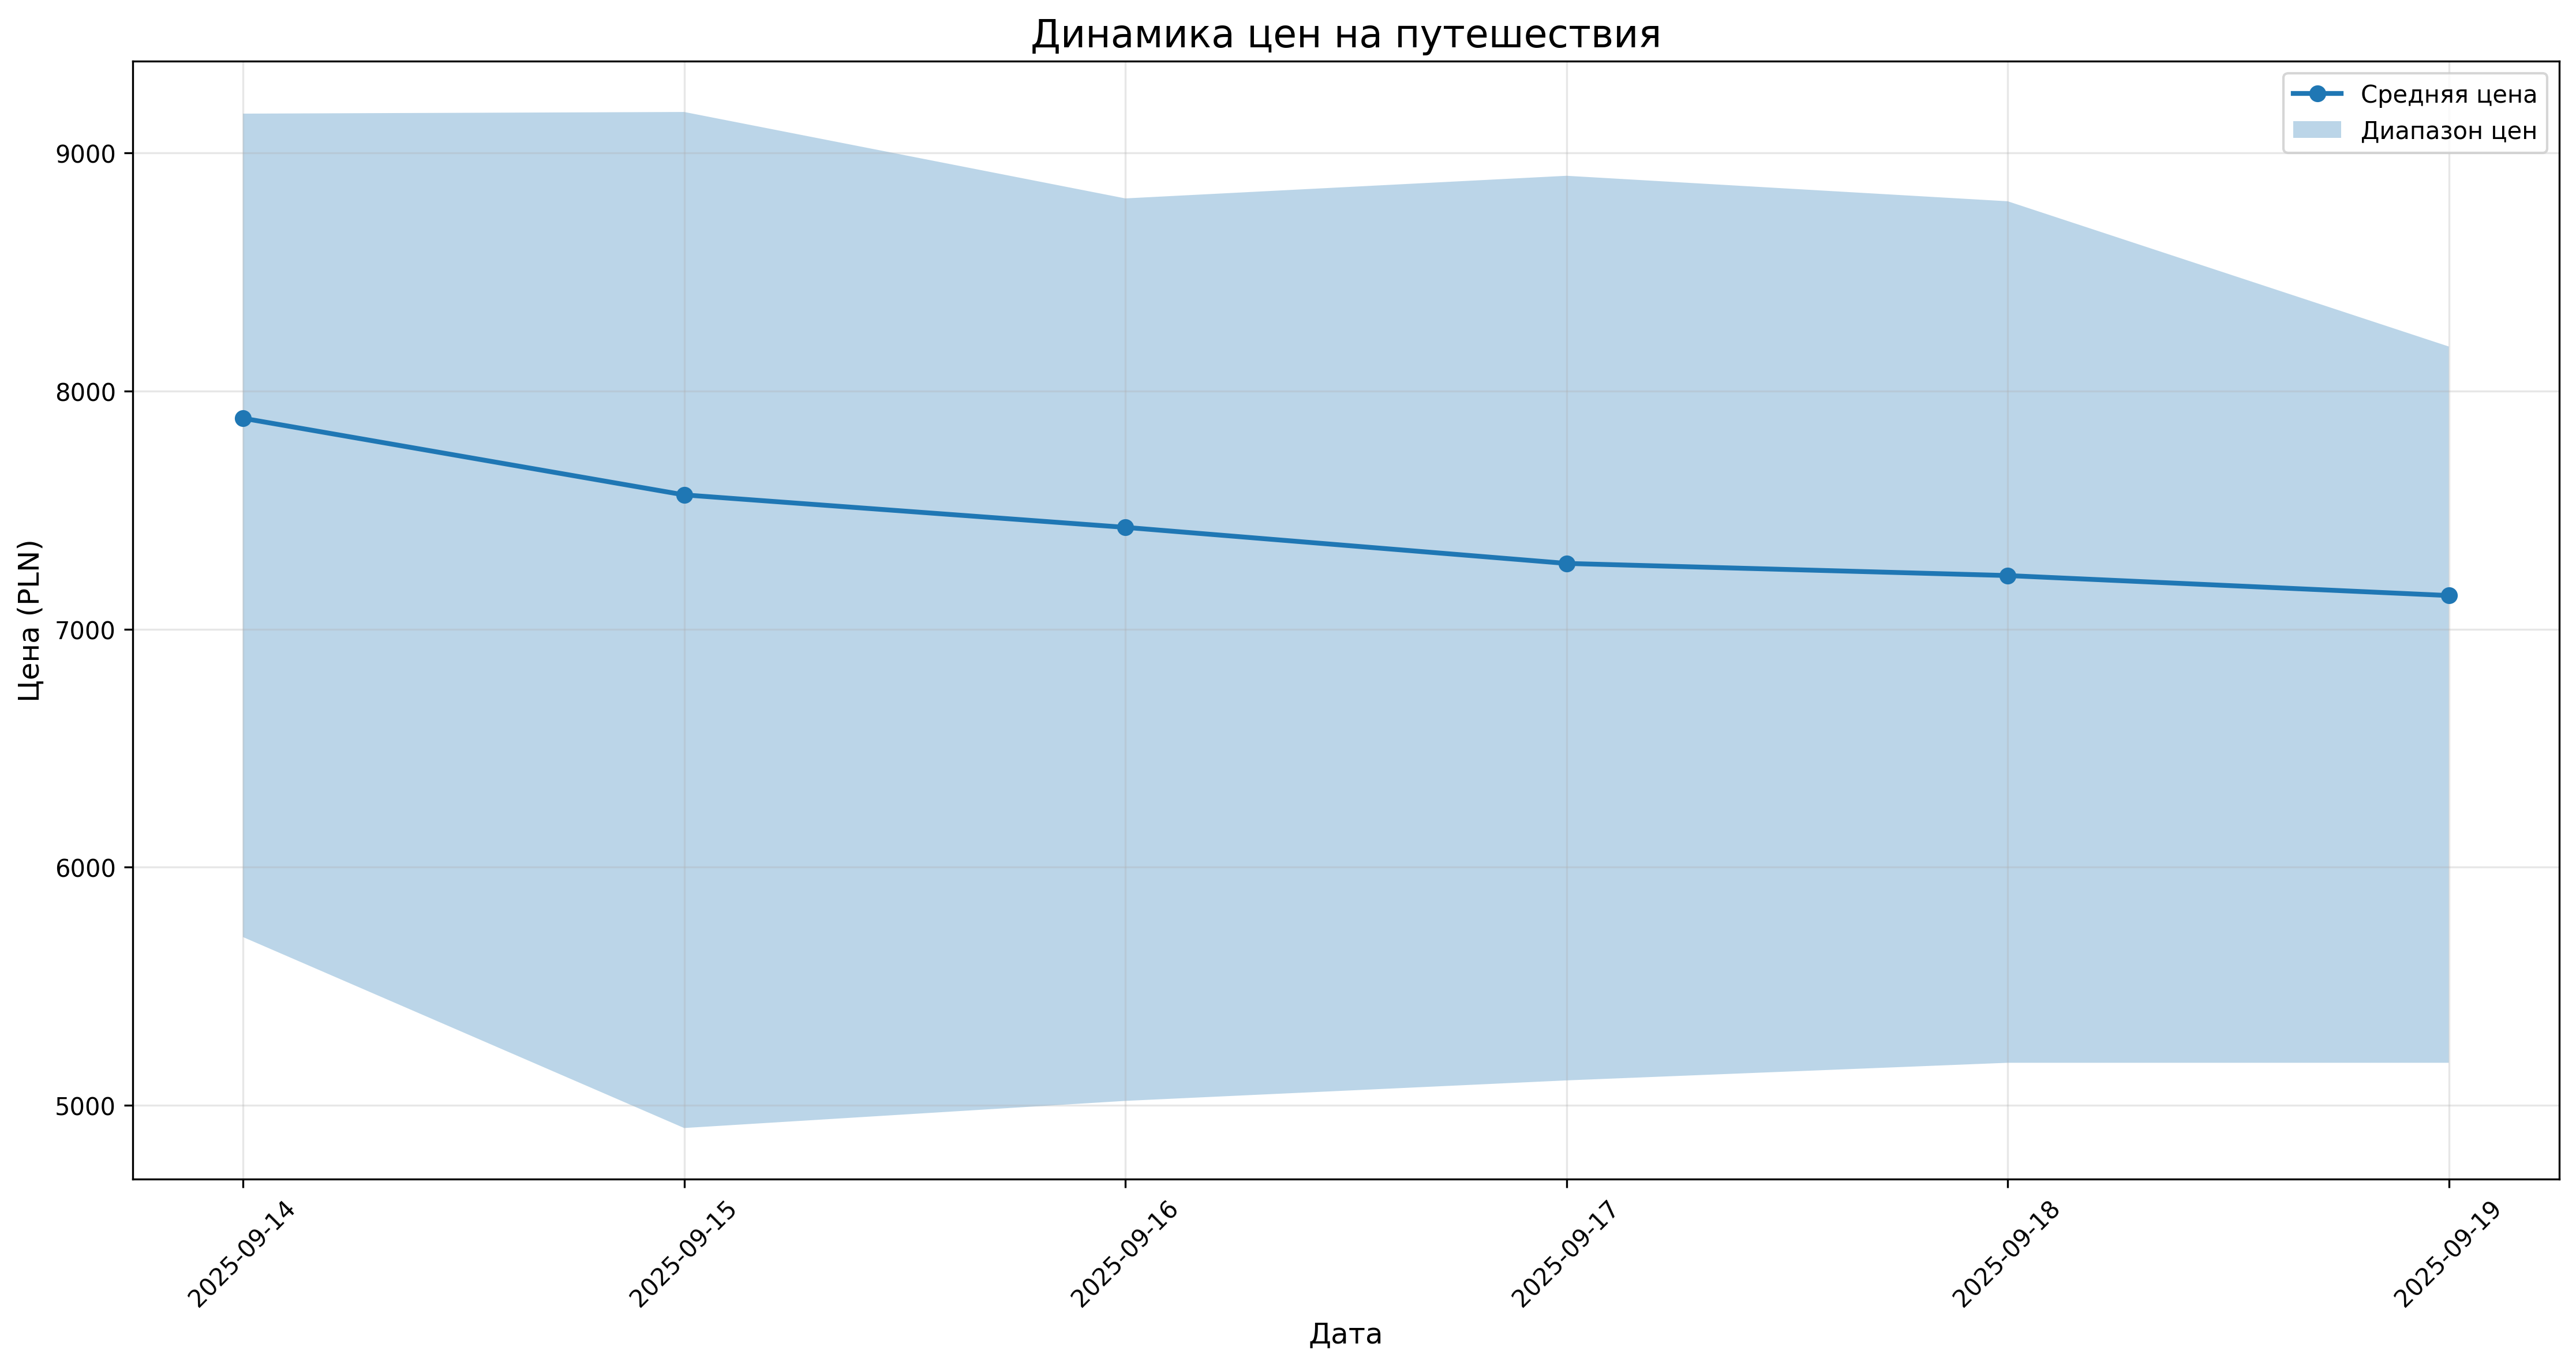 Динамика цен на путешествия
Средняя цена
Диапазон цен
Цена (PLN)
9000
8000
7000
6000
5000
2025-09-14
2025-09-15
2025-09-16
2025-09-17
2025-09-18
2025-09-19
Дата